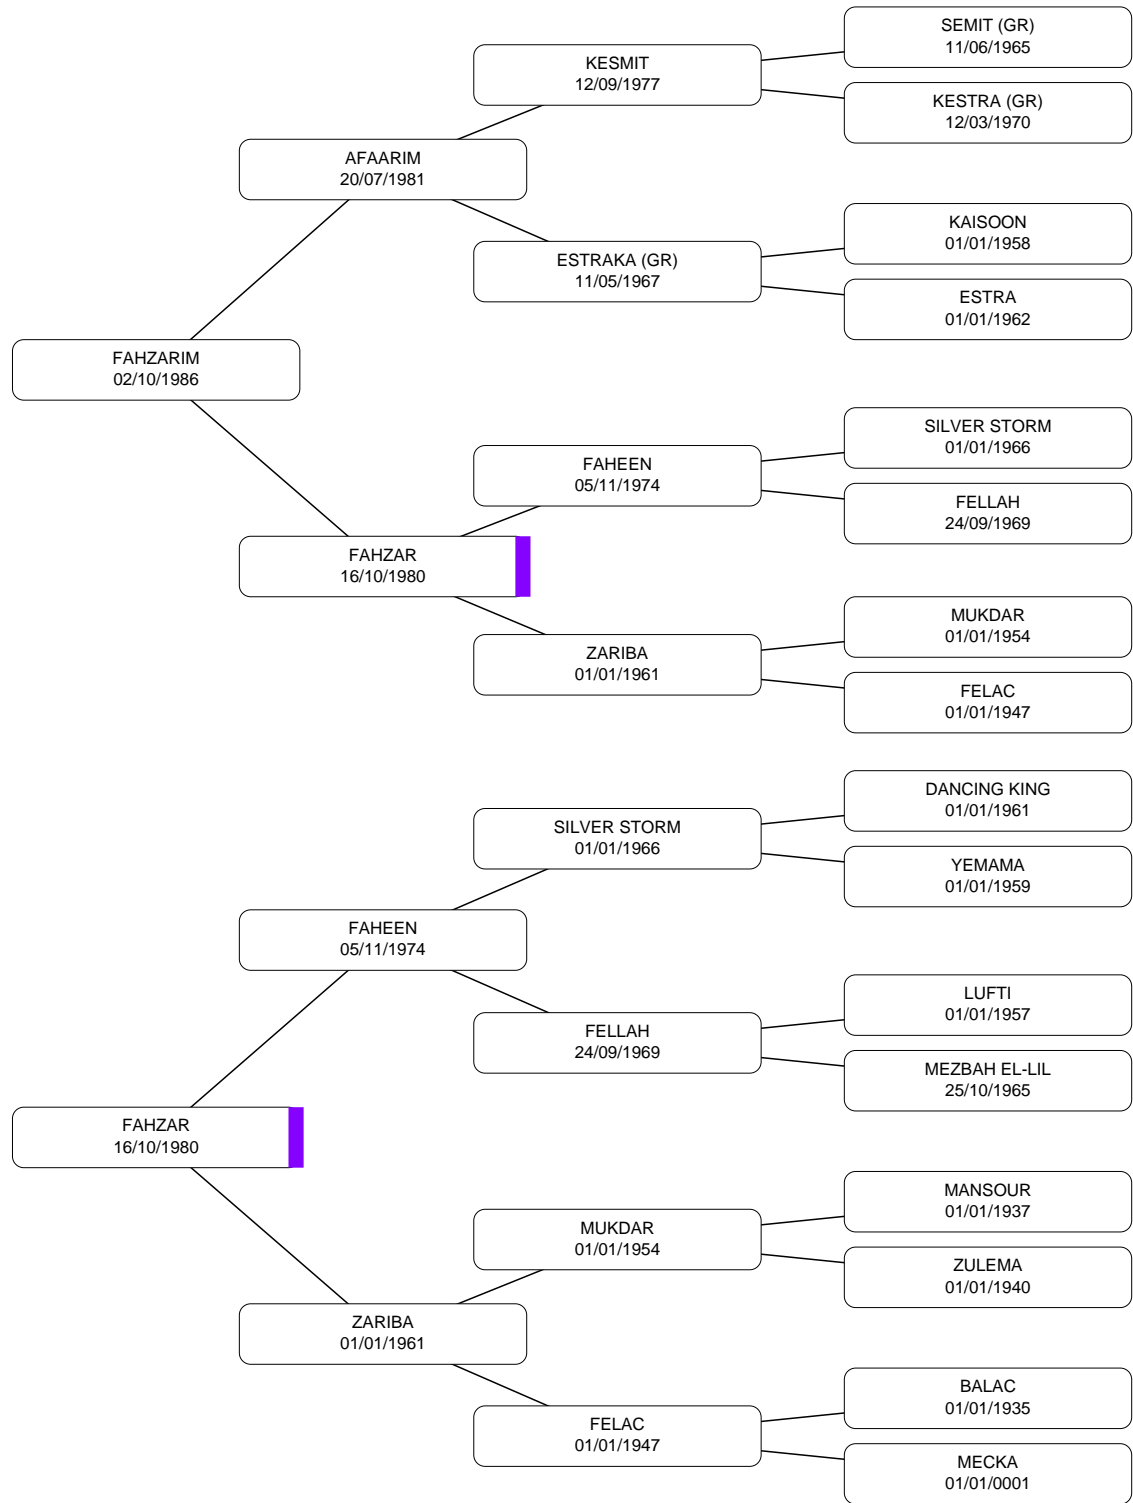 SEMIT (GR)
11/06/1965
KESMIT
12/09/1977
KESTRA (GR)
12/03/1970
AFAARIM
20/07/1981
KAISOON
01/01/1958
ESTRAKA (GR)
11/05/1967
ESTRA
01/01/1962
FAHZARIM
02/10/1986
SILVER STORM
01/01/1966
FAHEEN
05/11/1974
FELLAH
24/09/1969
FAHZAR
16/10/1980
MUKDAR
01/01/1954
ZARIBA
01/01/1961
FELAC
01/01/1947
DANCING KING
01/01/1961
SILVER STORM
01/01/1966
YEMAMA
01/01/1959
FAHEEN
05/11/1974
LUFTI
01/01/1957
FELLAH
24/09/1969
MEZBAH EL-LIL
25/10/1965
FAHZAR
16/10/1980
MANSOUR
01/01/1937
MUKDAR
01/01/1954
ZULEMA
01/01/1940
ZARIBA
01/01/1961
BALAC
01/01/1935
FELAC
01/01/1947
MECKA
01/01/0001